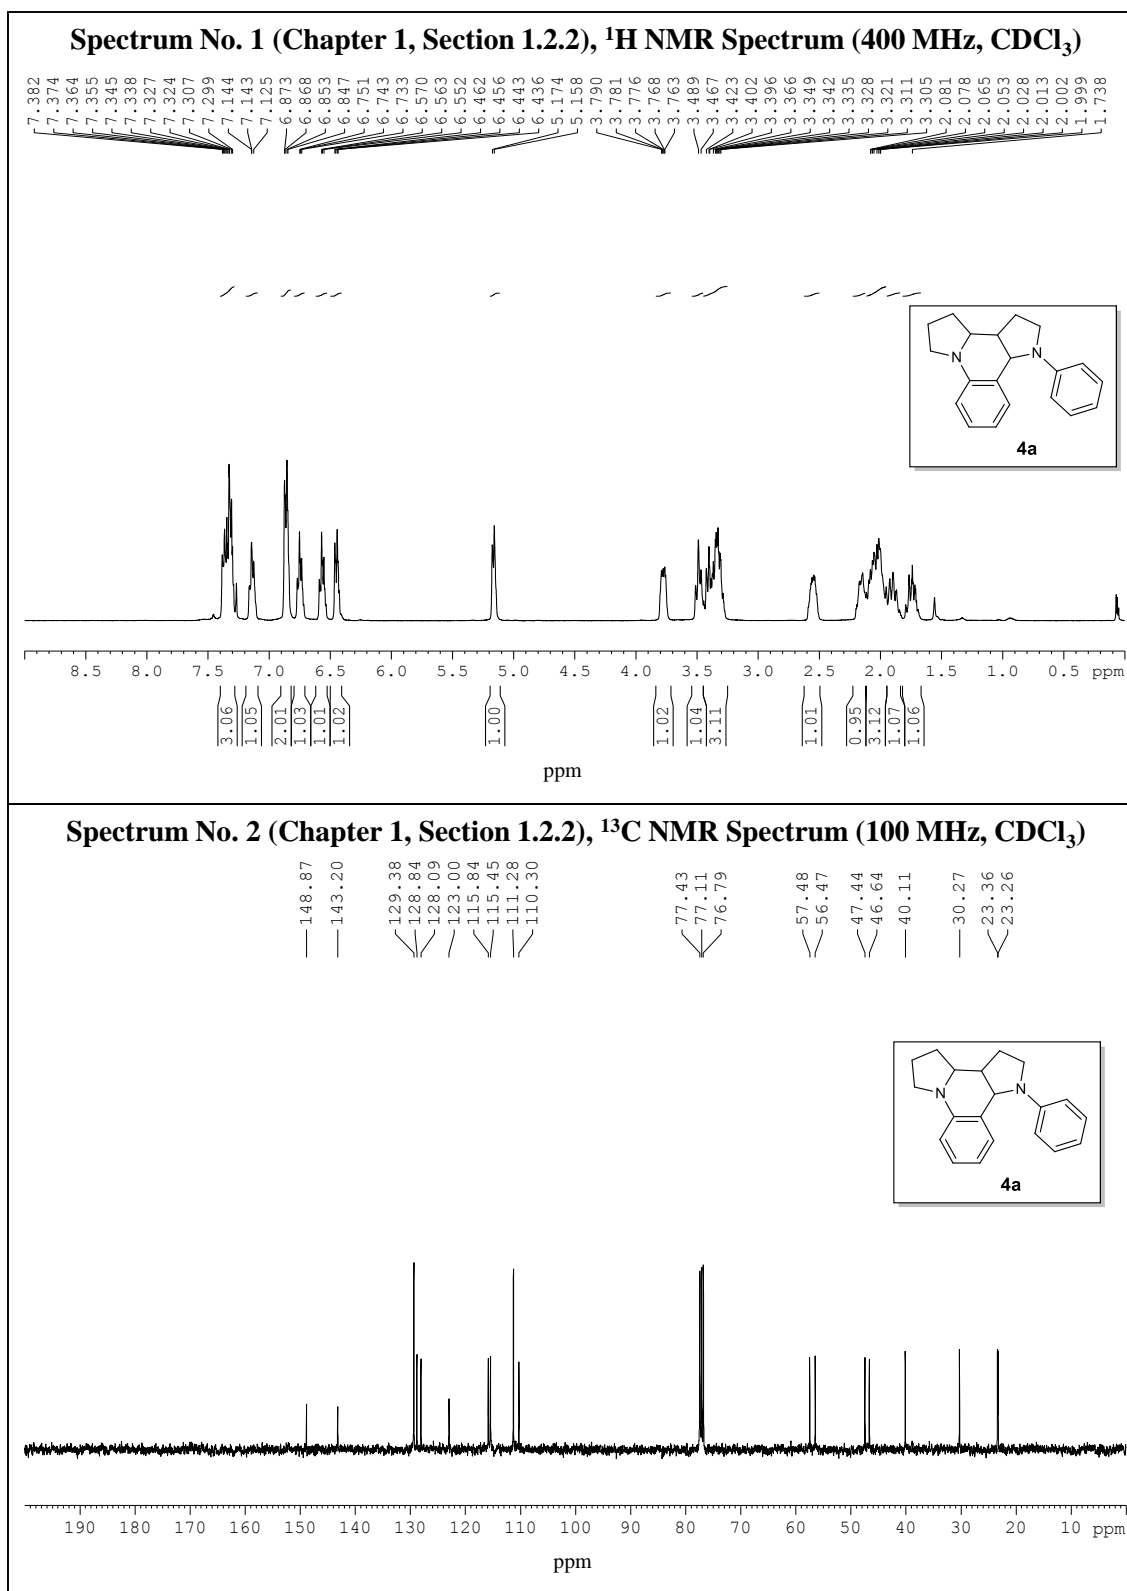 Spectrum No. 1 (Chapter 1, Section 1.2.2), ¹H NMR Spectrum (400 MHz, CDCl₃)
7.382 7.374 7.364 7.355 7.345 7.338 7.327 7.324 7.307 7.299 7.144 7.143 7.125 6.873 6.868 6.853 6.847 6.751 6.743 6.733 6.570 6.563 6.552 6.462 6.456 6.443 6.436 5.174 5.158 3.790 3.781 3.776 3.768 3.763 3.489 3.467 3.423 3.402 3.396 3.366 3.349 3.342 3.335 3.328 3.321 3.311 3.305 2.081 2.078 2.065 2.053 2.028 2.013 2.002 1.999 1.738
N
N
4a
8.5 8.0 7.5 7.0 6.5 6.0 5.5 5.0 4.5 4.0 3.5 3.0 2.5 2.0 1.5 1.0 0.5 ppm
3.06 1.05 2.01 1.03 1.01 1.02 1.00 1.02 1.04 3.11 1.01 0.95 3.12 1.07 1.06
ppm
Spectrum No. 2 (Chapter 1, Section 1.2.2), ¹³C NMR Spectrum (100 MHz, CDCl₃)
148.87 143.20 129.38 128.84 128.09 123.00 115.84 115.45 111.28 110.30 77.43 77.11 76.79 57.48 56.47 47.44 46.64 40.11 30.27 23.36 23.26
N
N
4a
190 180 170 160 150 140 130 120 110 100 90 80 70 60 50 40 30 20 10 ppm
ppm